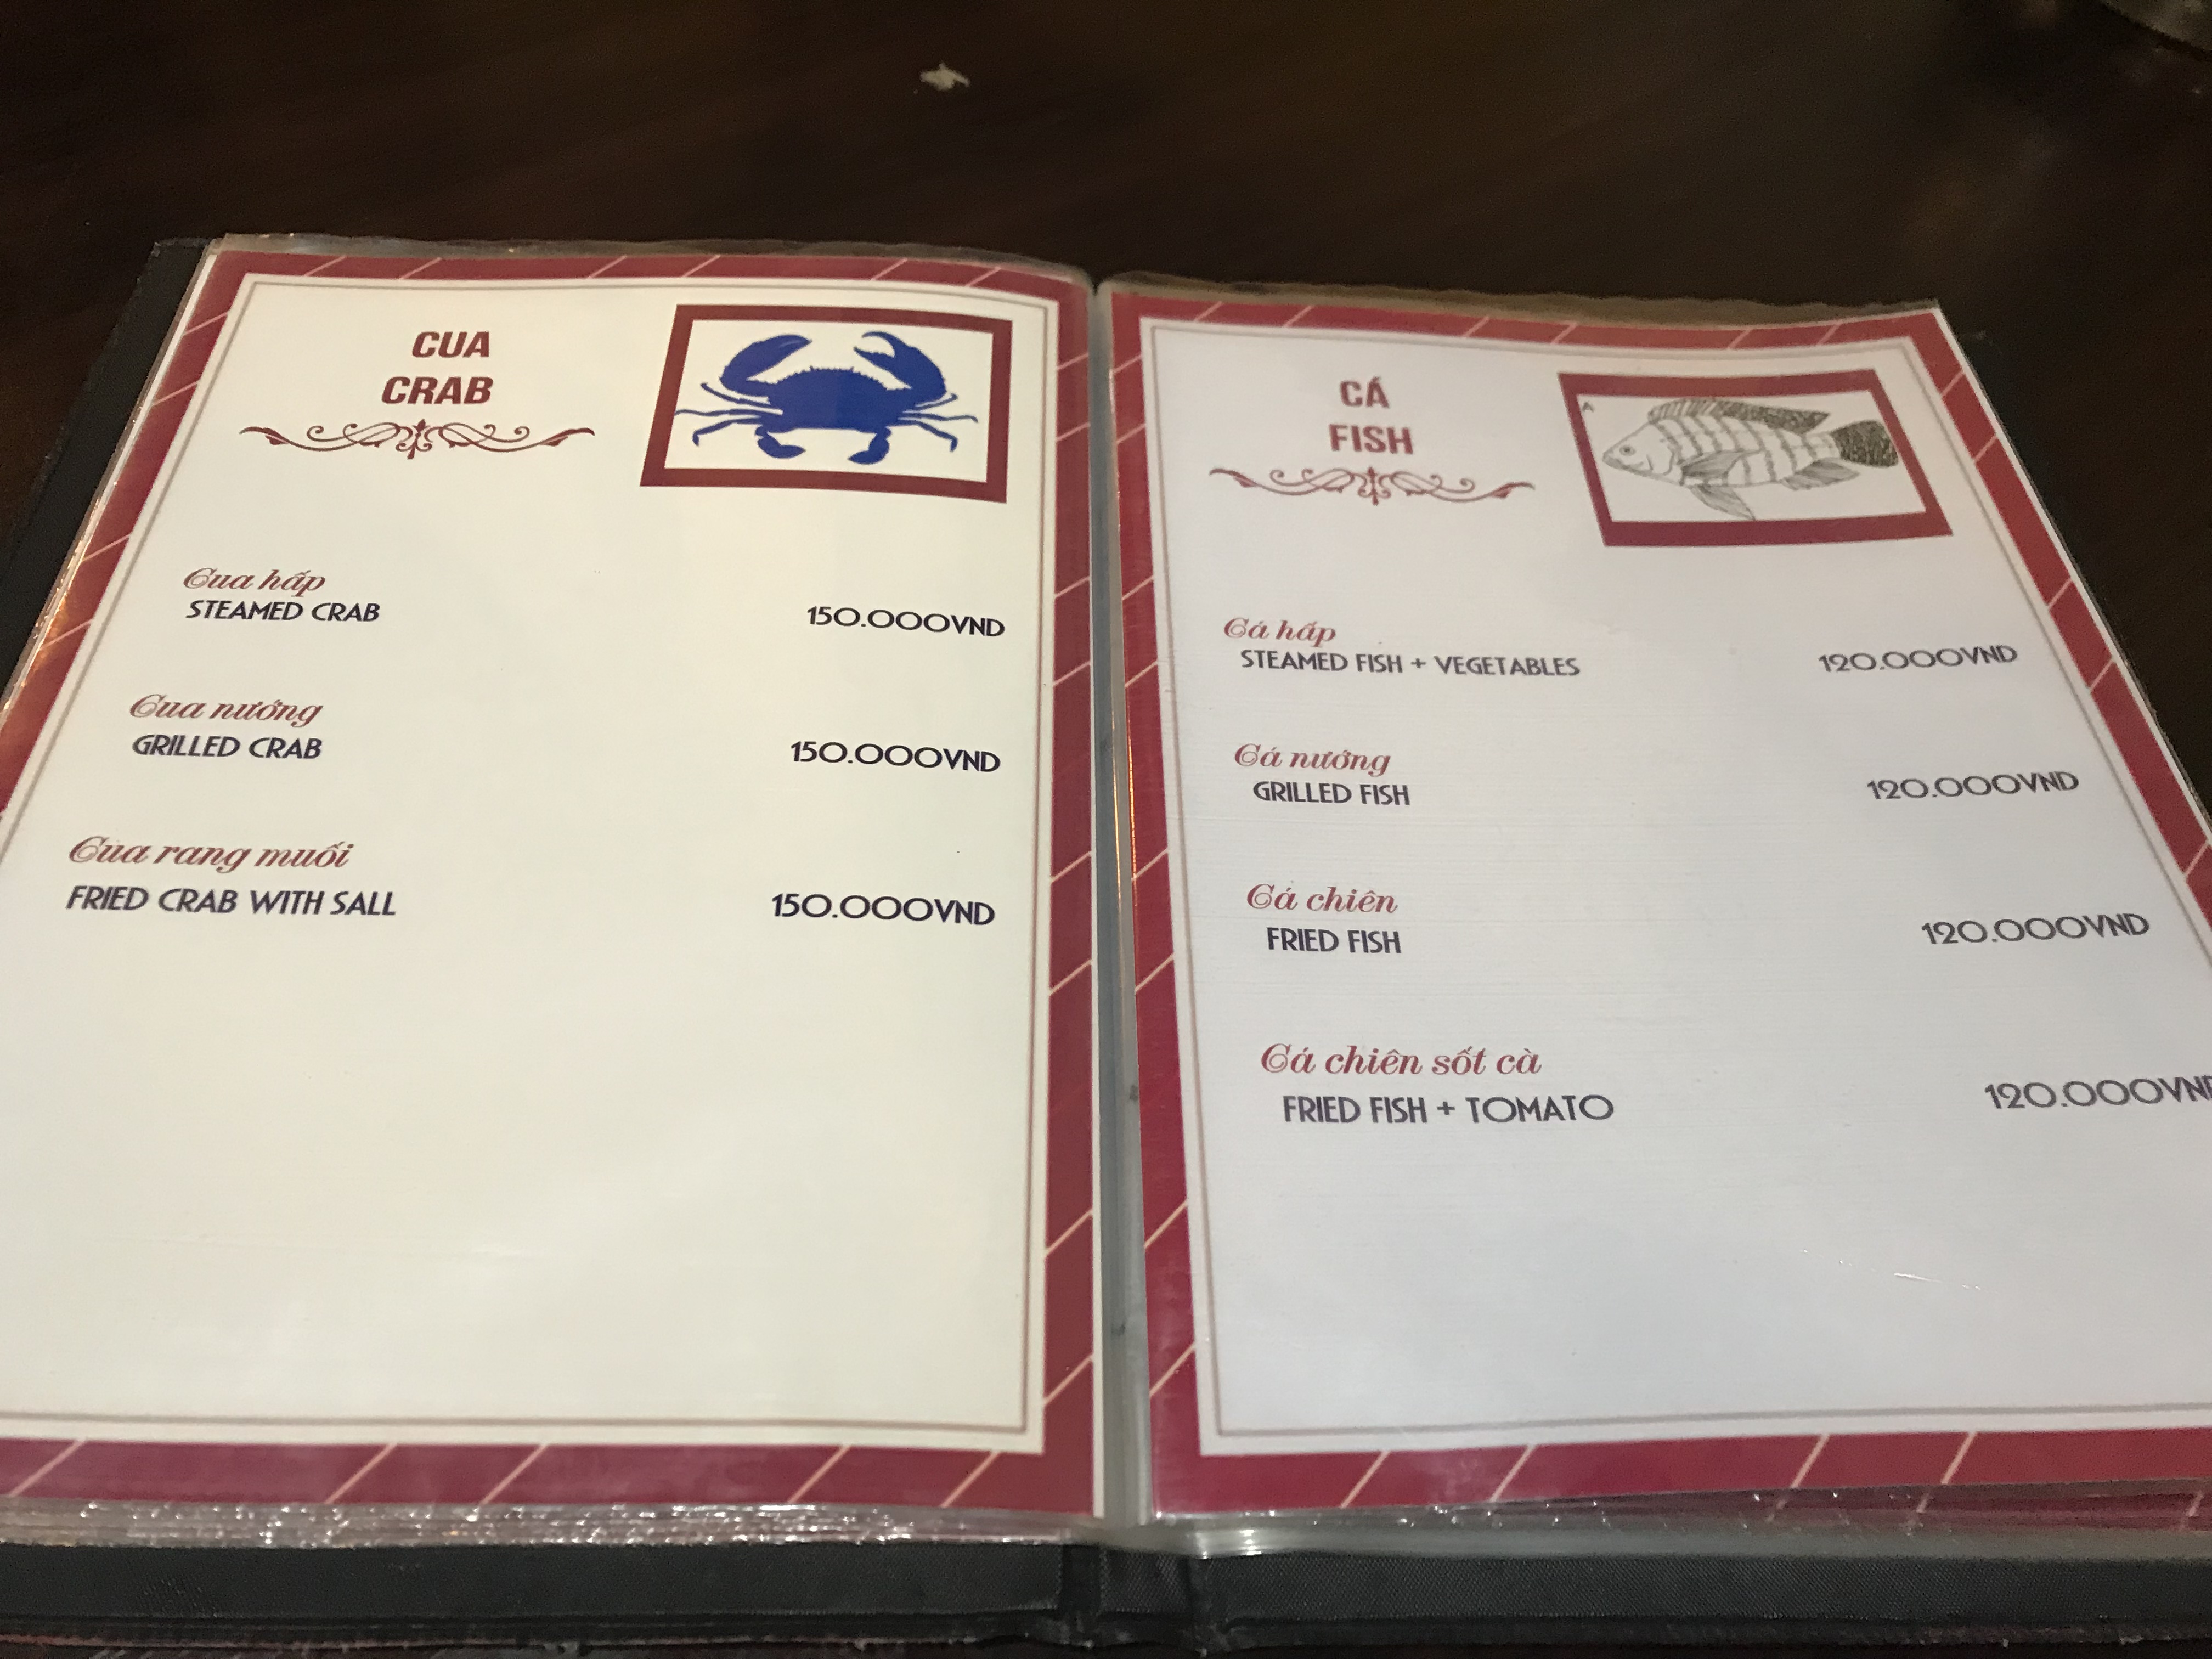 CUA
CRAB
Cua hấp
STEAMED CRAB
150.000VND
Cua nướng
GRILLED CRAB
150.000VND
Cua rang muối
FRIED CRAB WITH SALL
150.000VND
CÁ
FISH
A
Cá hấp
STEAMED FISH + VEGETABLES
120.000VND
Cá nướng
GRILLED FISH
120.000VND
Cá chiên
FRIED FISH
120.000VND
Cá chiên sốt cà
FRIED FISH + TOMATO
120.000VND